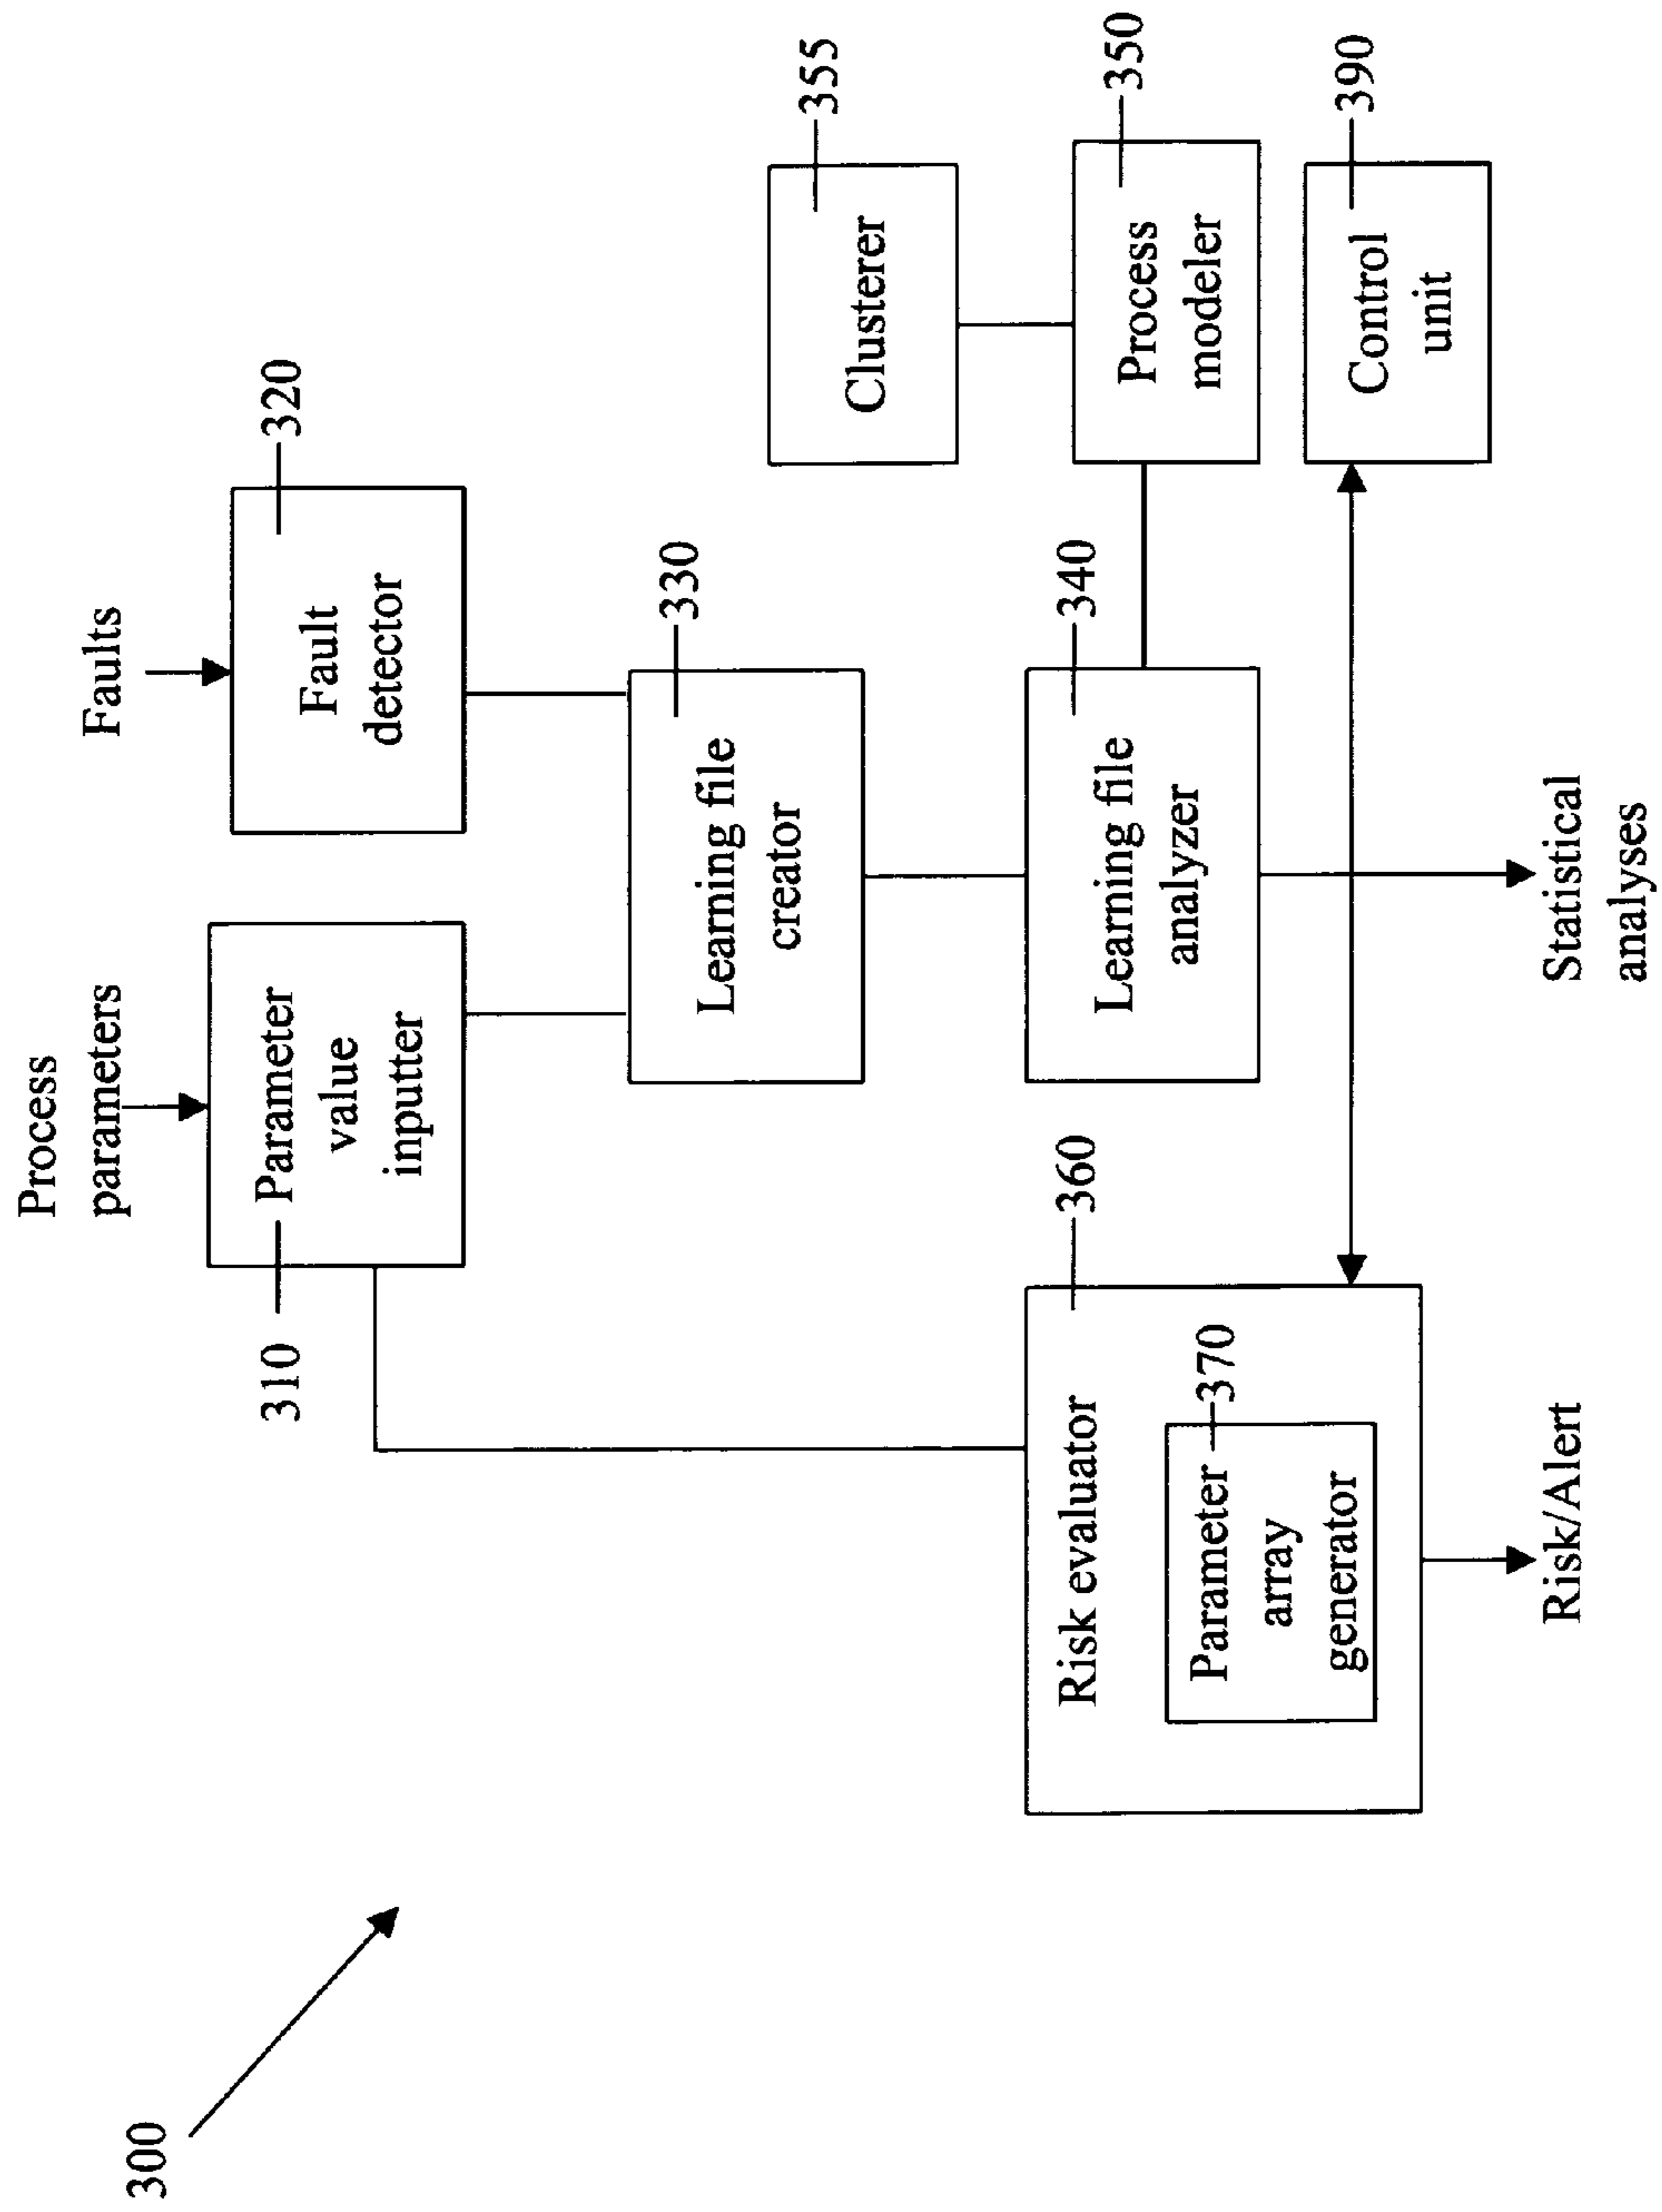 300
Process
parameters
Faults
310
Parameter
value
inputter
Fault
detector
320
Learning file
creator
330
Clusterer
355
Risk evaluator
360
Parameter
array
generator
370
Learning file
analyzer
340
Process
modeler
350
Control
unit
390
Risk/Alert
Statistical
analyses